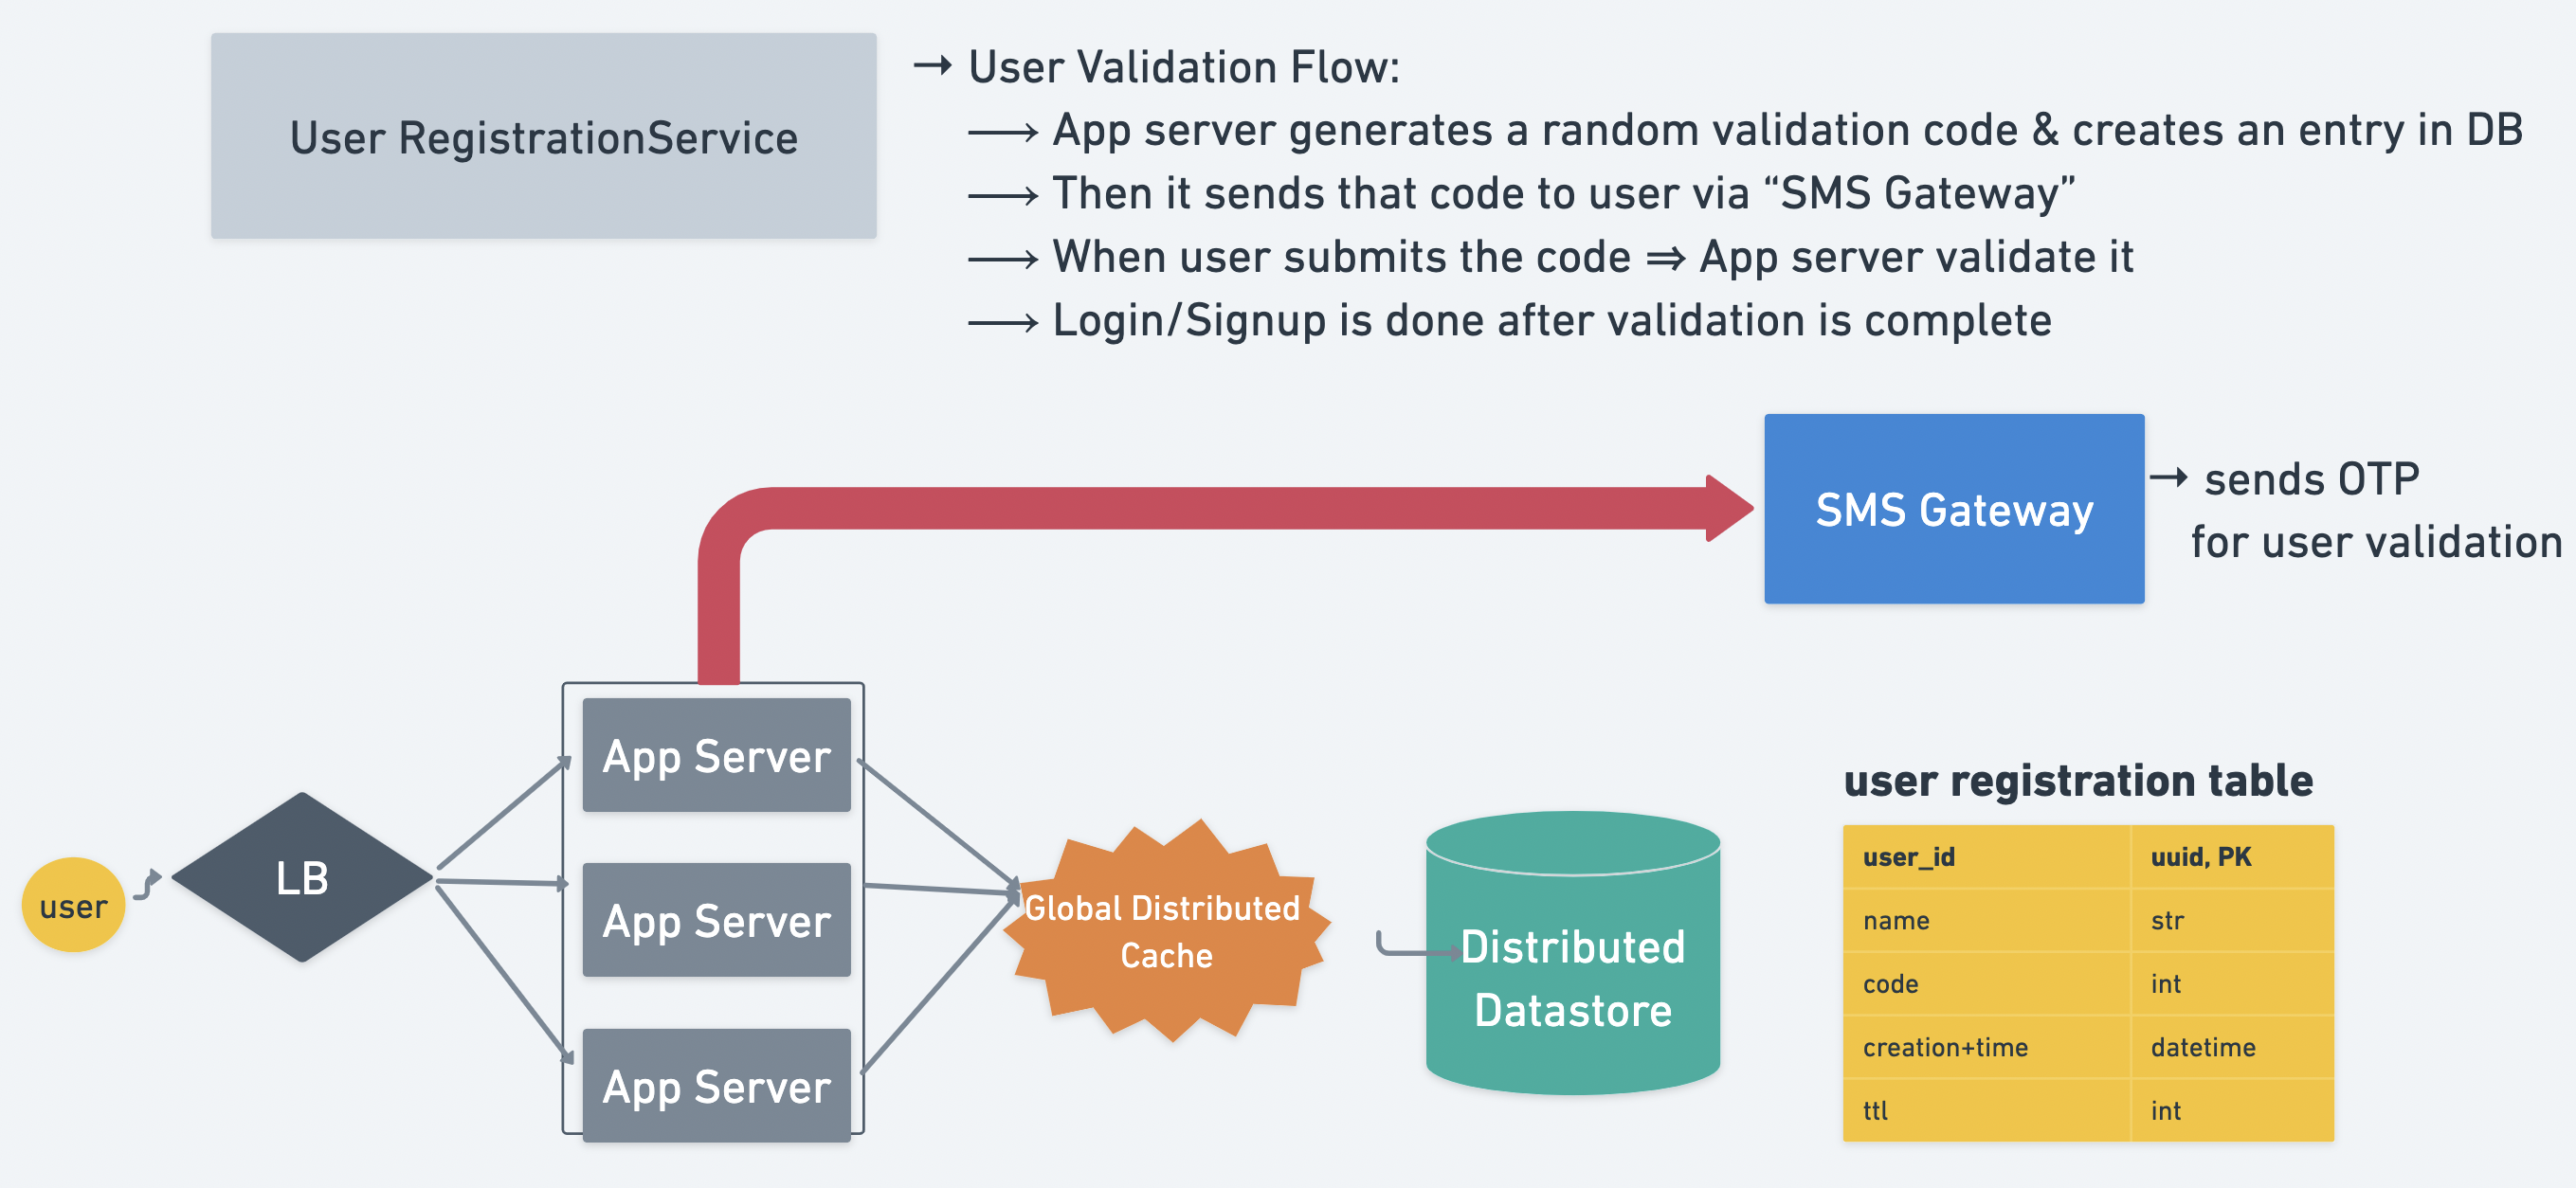 User RegistrationService
→ User Validation Flow:
⟶ App server generates a random validation code & creates an entry in DB
⟶ Then it sends that code to user via “SMS Gateway”
⟶ When user submits the code ⇒ App server validate it
⟶ Login/Signup is done after validation is complete
SMS Gateway
→ sends OTP
for user validation
user
LB
App Server
App Server
App Server
Global Distributed
Cache
Distributed
Datastore
user registration table
user_id uuid, PK
name str
code int
creation+time datetime
ttl int